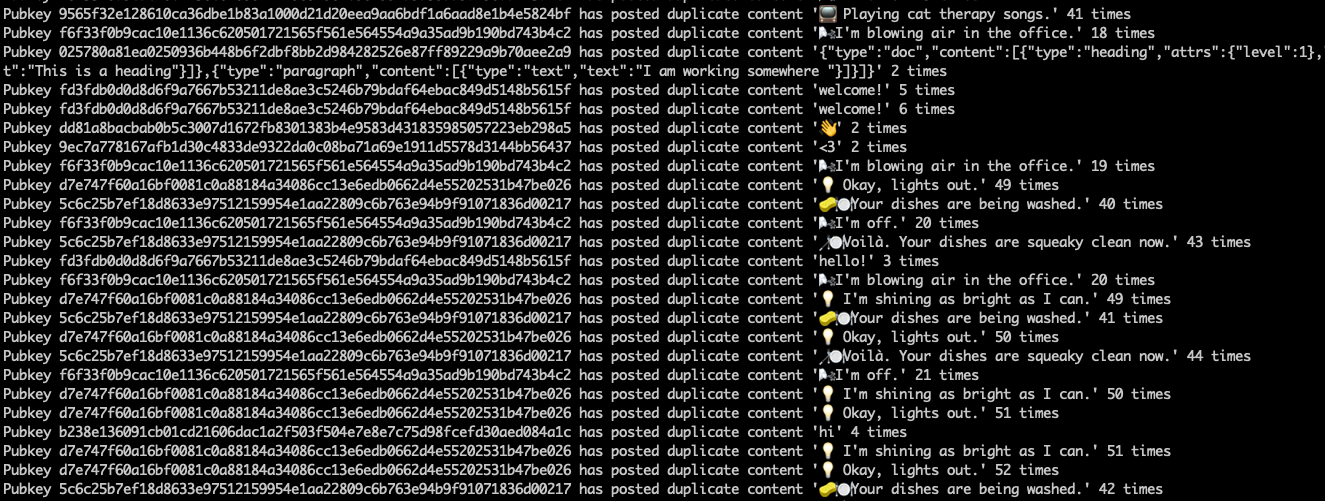 Pubkey 9565f32e128610ca36dbe1b83a1000d21d20eea9aa6bdf1a6aad8e1b4e5824bf has posted duplicate content '📺 Playing cat therapy songs.' 41 times
Pubkey f6f33f0b9cac10e1136c620501721565f561e564554a9a35ad9b190bd743b4c2 has posted duplicate content '🌬I'm blowing air in the office.' 18 times
Pubkey 025780a81ea0250936b448b6f2dbf8bb2d984282526e87ff89229a9b70aee2a9 has posted duplicate content '{"type":"doc","content":[{"type":"heading","attrs":{"level":1},
t":"This is a heading"}]},{"type":"paragraph","content":[{"type":"text","text":"I am working somewhere "}]}]}' 2 times
Pubkey fd3fdb0d0d8d6f9a7667b53211de8ae3c5246b79bdaf64ebac849d5148b5615f has posted duplicate content 'welcome!' 5 times
Pubkey fd3fdb0d0d8d6f9a7667b53211de8ae3c5246b79bdaf64ebac849d5148b5615f has posted duplicate content 'welcome!' 6 times
Pubkey dd81a8bacbab0b5c3007d1672fb8301383b4e9583d431835985057223eb298a5 has posted duplicate content '👋' 2 times
Pubkey 9ec7a778167afb1d30c4833de9322da0c08ba71a69e1911d5578d3144bb56437 has posted duplicate content '<3' 2 times
Pubkey f6f33f0b9cac10e1136c620501721565f561e564554a9a35ad9b190bd743b4c2 has posted duplicate content '🌬I'm blowing air in the office.' 19 times
Pubkey d7e747f60a16bf0081c0a88184a34086cc13e6edb0662d4e55202531b47be026 has posted duplicate content '💡 Okay, lights out.' 49 times
Pubkey 5c6c25b7ef18d8633e97512159954e1aa22809c6b763e94b9f91071836d00217 has posted duplicate content '🧽🍽Your dishes are being washed.' 40 times
Pubkey f6f33f0b9cac10e1136c620501721565f561e564554a9a35ad9b190bd743b4c2 has posted duplicate content '🌬I'm off.' 20 times
Pubkey 5c6c25b7ef18d8633e97512159954e1aa22809c6b763e94b9f91071836d00217 has posted duplicate content '🍽Voilà. Your dishes are squeaky clean now.' 43 times
Pubkey fd3fdb0d0d8d6f9a7667b53211de8ae3c5246b79bdaf64ebac849d5148b5615f has posted duplicate content 'hello!' 3 times
Pubkey f6f33f0b9cac10e1136c620501721565f561e564554a9a35ad9b190bd743b4c2 has posted duplicate content '🌬I'm blowing air in the office.' 20 times
Pubkey d7e747f60a16bf0081c0a88184a34086cc13e6edb0662d4e55202531b47be026 has posted duplicate content '💡 I'm shining as bright as I can.' 49 times
Pubkey 5c6c25b7ef18d8633e97512159954e1aa22809c6b763e94b9f91071836d00217 has posted duplicate content '🧽🍽Your dishes are being washed.' 41 times
Pubkey d7e747f60a16bf0081c0a88184a34086cc13e6edb0662d4e55202531b47be026 has posted duplicate content '💡 Okay, lights out.' 50 times
Pubkey 5c6c25b7ef18d8633e97512159954e1aa22809c6b763e94b9f91071836d00217 has posted duplicate content '🍽Voilà. Your dishes are squeaky clean now.' 44 times
Pubkey f6f33f0b9cac10e1136c620501721565f561e564554a9a35ad9b190bd743b4c2 has posted duplicate content '🌬I'm off.' 21 times
Pubkey d7e747f60a16bf0081c0a88184a34086cc13e6edb0662d4e55202531b47be026 has posted duplicate content '💡 I'm shining as bright as I can.' 50 times
Pubkey d7e747f60a16bf0081c0a88184a34086cc13e6edb0662d4e55202531b47be026 has posted duplicate content '💡 Okay, lights out.' 51 times
Pubkey b238e136091cb01cd21606dac1a2f503f504e7e8e7c75d98fcefd30aed084a1c has posted duplicate content 'hi' 4 times
Pubkey d7e747f60a16bf0081c0a88184a34086cc13e6edb0662d4e55202531b47be026 has posted duplicate content '💡 I'm shining as bright as I can.' 51 times
Pubkey d7e747f60a16bf0081c0a88184a34086cc13e6edb0662d4e55202531b47be026 has posted duplicate content '💡 Okay, lights out.' 52 times
Pubkey 5c6c25b7ef18d8633e97512159954e1aa22809c6b763e94b9f91071836d00217 has posted duplicate content '🧽🍽Your dishes are being washed.' 42 times